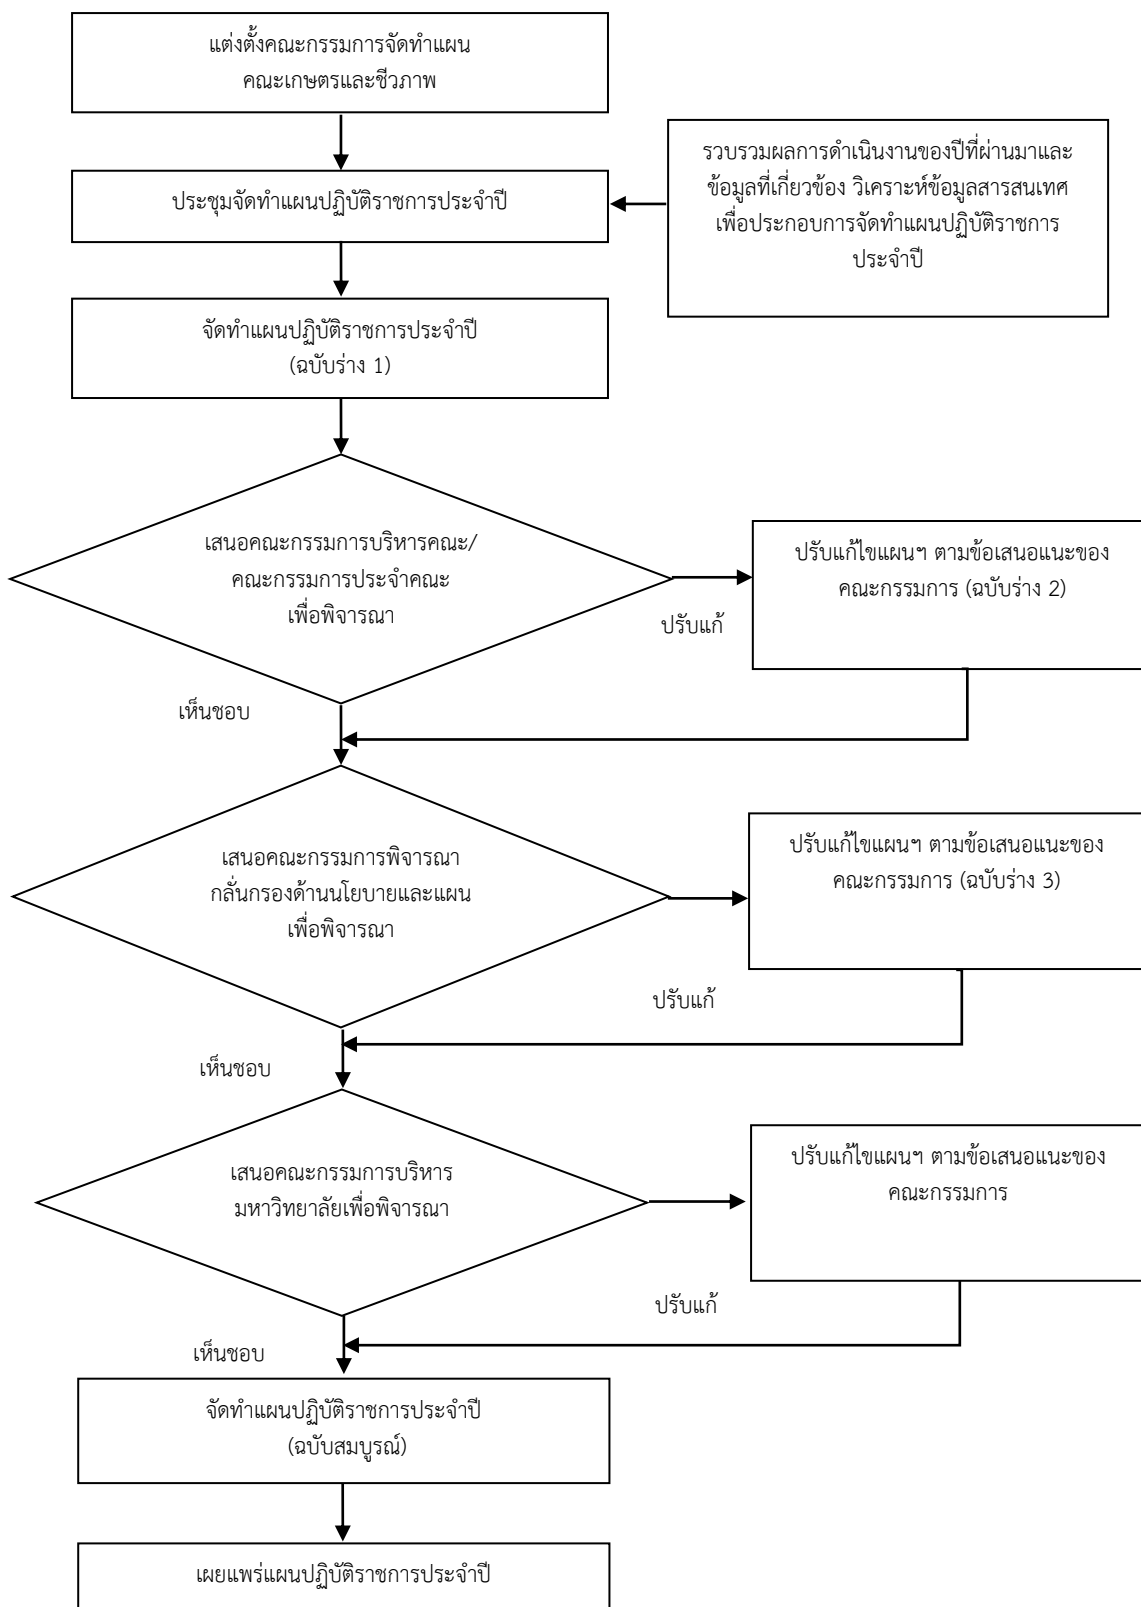 แต่งตั้งคณะกรรมการจัดทำแผน
คณะเกษตรและชีวภาพ
รวบรวมผลการดำเนินงานของปีที่ผ่านมาและ
ข้อมูลที่เกี่ยวข้อง วิเคราะห์ข้อมูลสารสนเทศ
เพื่อประกอบการจัดทำแผนปฏิบัติราชการ
ประจำปี
ประชุมจัดทำแผนปฏิบัติราชการประจำปี
จัดทำแผนปฏิบัติราชการประจำปี
(ฉบับร่าง 1)
เสนอคณะกรรมการบริหารคณะ/
คณะกรรมการประจำคณะ
เพื่อพิจารณา
ปรับแก้
ปรับแก้ไขแผนฯ ตามข้อเสนอแนะของ
คณะกรรมการ (ฉบับร่าง 2)
เห็นชอบ
เสนอคณะกรรมการพิจารณา
กลั่นกรองด้านนโยบายและแผน
เพื่อพิจารณา
ปรับแก้ไขแผนฯ ตามข้อเสนอแนะของ
คณะกรรมการ (ฉบับร่าง 3)
ปรับแก้
เห็นชอบ
เสนอคณะกรรมการบริหาร
มหาวิทยาลัยเพื่อพิจารณา
ปรับแก้ไขแผนฯ ตามข้อเสนอแนะของ
คณะกรรมการ
ปรับแก้
เห็นชอบ
จัดทำแผนปฏิบัติราชการประจำปี
(ฉบับสมบูรณ์)
เผยแพร่แผนปฏิบัติราชการประจำปี